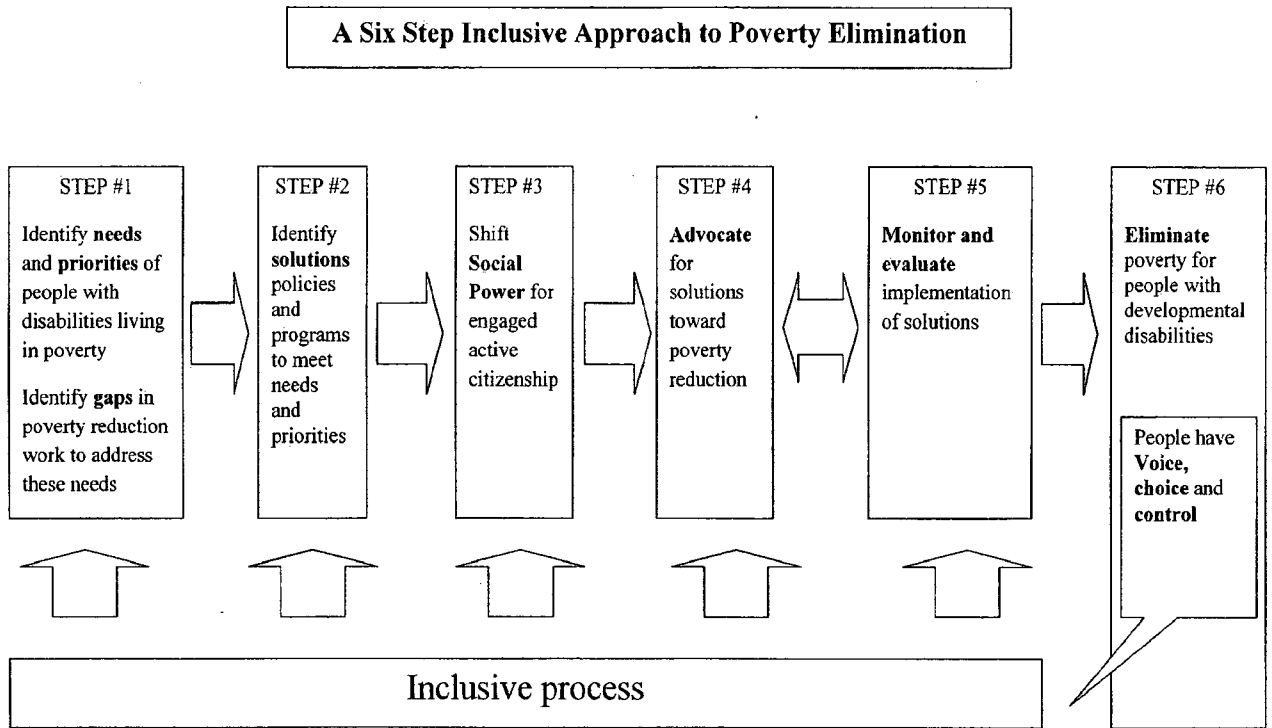 A Six Step Inclusive Approach to Poverty Elimination
STEP #1
Identify needs
and priorities of
people with
disabilities living
in poverty
Identify gaps in
poverty reduction
work to address
these needs
STEP #2
Identify
solutions
policies
and
programs
to meet
needs
and
priorities
STEP #3
Shift
Social
Power for
engaged
active
citizenship
STEP #4
Advocate
for
solutions
toward
poverty
reduction
STEP #5
Monitor and
evaluate
implementation
of solutions
STEP #6
Eliminate
poverty for
people with
developmental
disabilities
People have
Voice,
choice and
control
Inclusive process